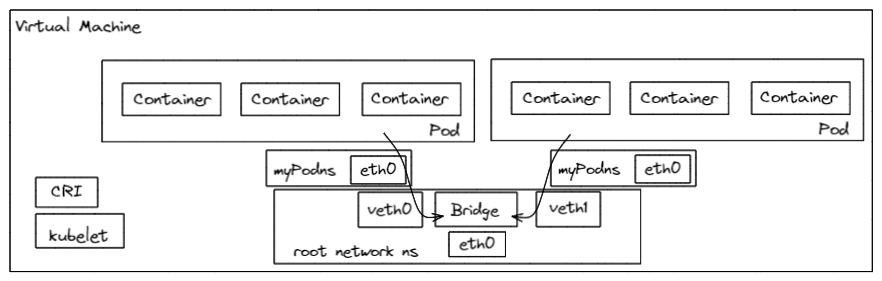 Virtual Machine
Container Container Container
Pod
Container Container Container
Pod
myPodns eth0
myPodns eth0
CRI
kubelet
veth0 Bridge veth1
eth0
root network ns